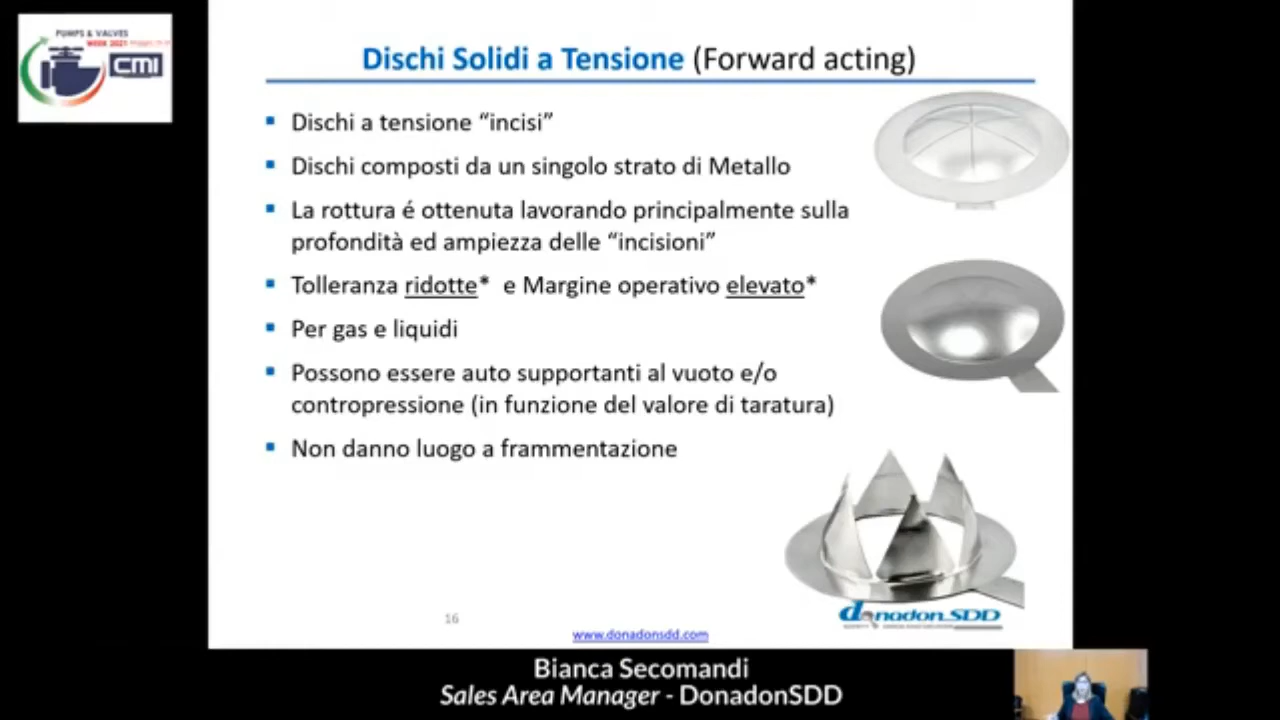 PUMPS & VALVES
WEEK 2021
CMI
Dischi Solidi a Tensione (Forward acting)
▪ Dischi a tensione “incisi”
▪ Dischi composti da un singolo strato di Metallo
▪ La rottura é ottenuta lavorando principalmente sulla
profondità ed ampiezza delle “incisioni”
▪ Tolleranza ridotte* e Margine operativo elevato*
▪ Per gas e liquidi
▪ Possono essere auto supportanti al vuoto e/o
contropressione (in funzione del valore di taratura)
▪ Non danno luogo a frammentazione
donadon SDD
16
www.donadonsdd.com
Bianca Secomandi
Sales Area Manager - DonadonSDD